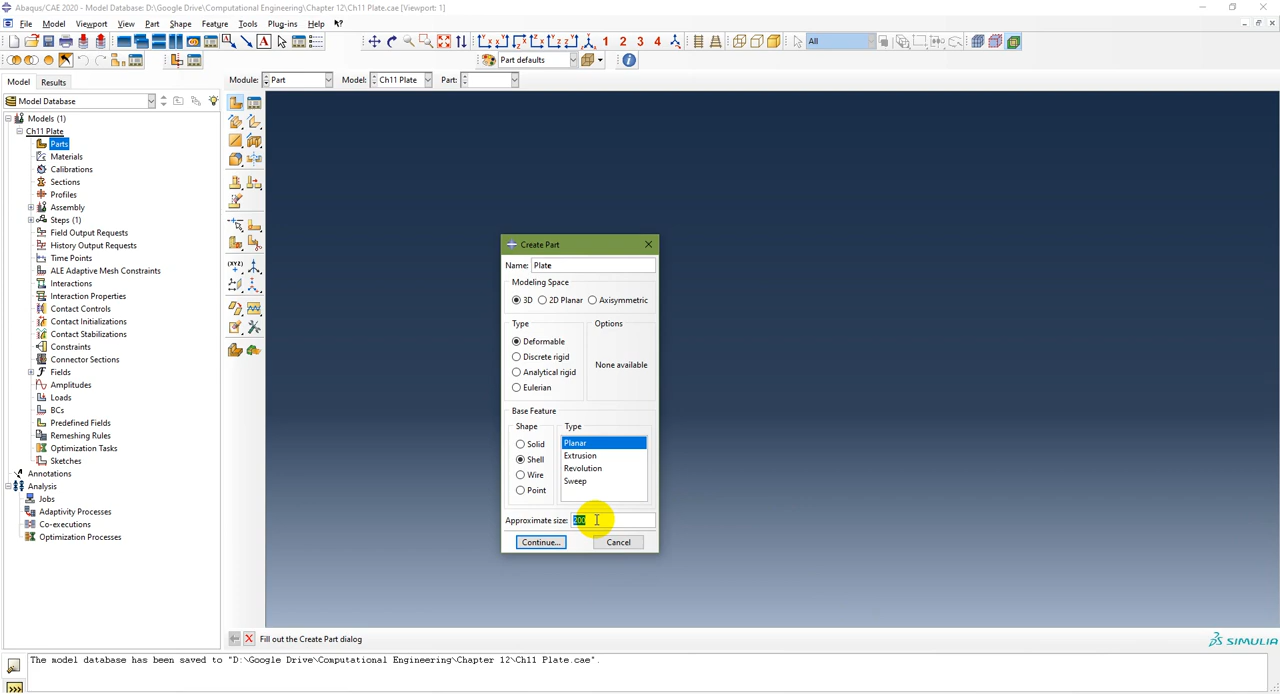 Abaqus/CAE 2020 - Model Database: D:\Google Drive\Computational Engineering\Chapter 12\Ch11 Plate.cae [Viewport: 1]
File Model Viewport View Part Shape Feature Tools Plug-ins Help
1 2 3 4 All
Part defaults
Model Results Module: Part Model: Ch11 Plate Part:
Model Database
Models (1)
Ch11 Plate
Parts
Materials
Calibrations
Sections
Profiles
Assembly
Steps (1)
Field Output Requests
History Output Requests
Time Points
ALE Adaptive Mesh Constraints
Interactions
Interaction Properties
Contact Controls
Contact Initializations
Contact Stabilizations
Constraints
Connector Sections
Fields
Amplitudes
Loads
BCs
Predefined Fields
Remeshing Rules
Optimization Tasks
Sketches
Annotations
Analysis
Jobs
Adaptivity Processes
Co-executions
Optimization Processes
(XYZ)
Create Part
Name: Plate
Modeling Space
3D 2D Planar Axisymmetric
Type Options
Deformable
Discrete rigid
Analytical rigid
Eulerian
None available
Base Feature
Shape Type
Solid
Shell
Wire
Point
Planar
Extrusion
Revolution
Sweep
Approximate size: 200
Continue... Cancel
Fill out the Create Part dialog
SIMULIA
The model database has been saved to "D:\Google Drive\Computational Engineering\Chapter 12\Ch11 Plate.cae".
>>>